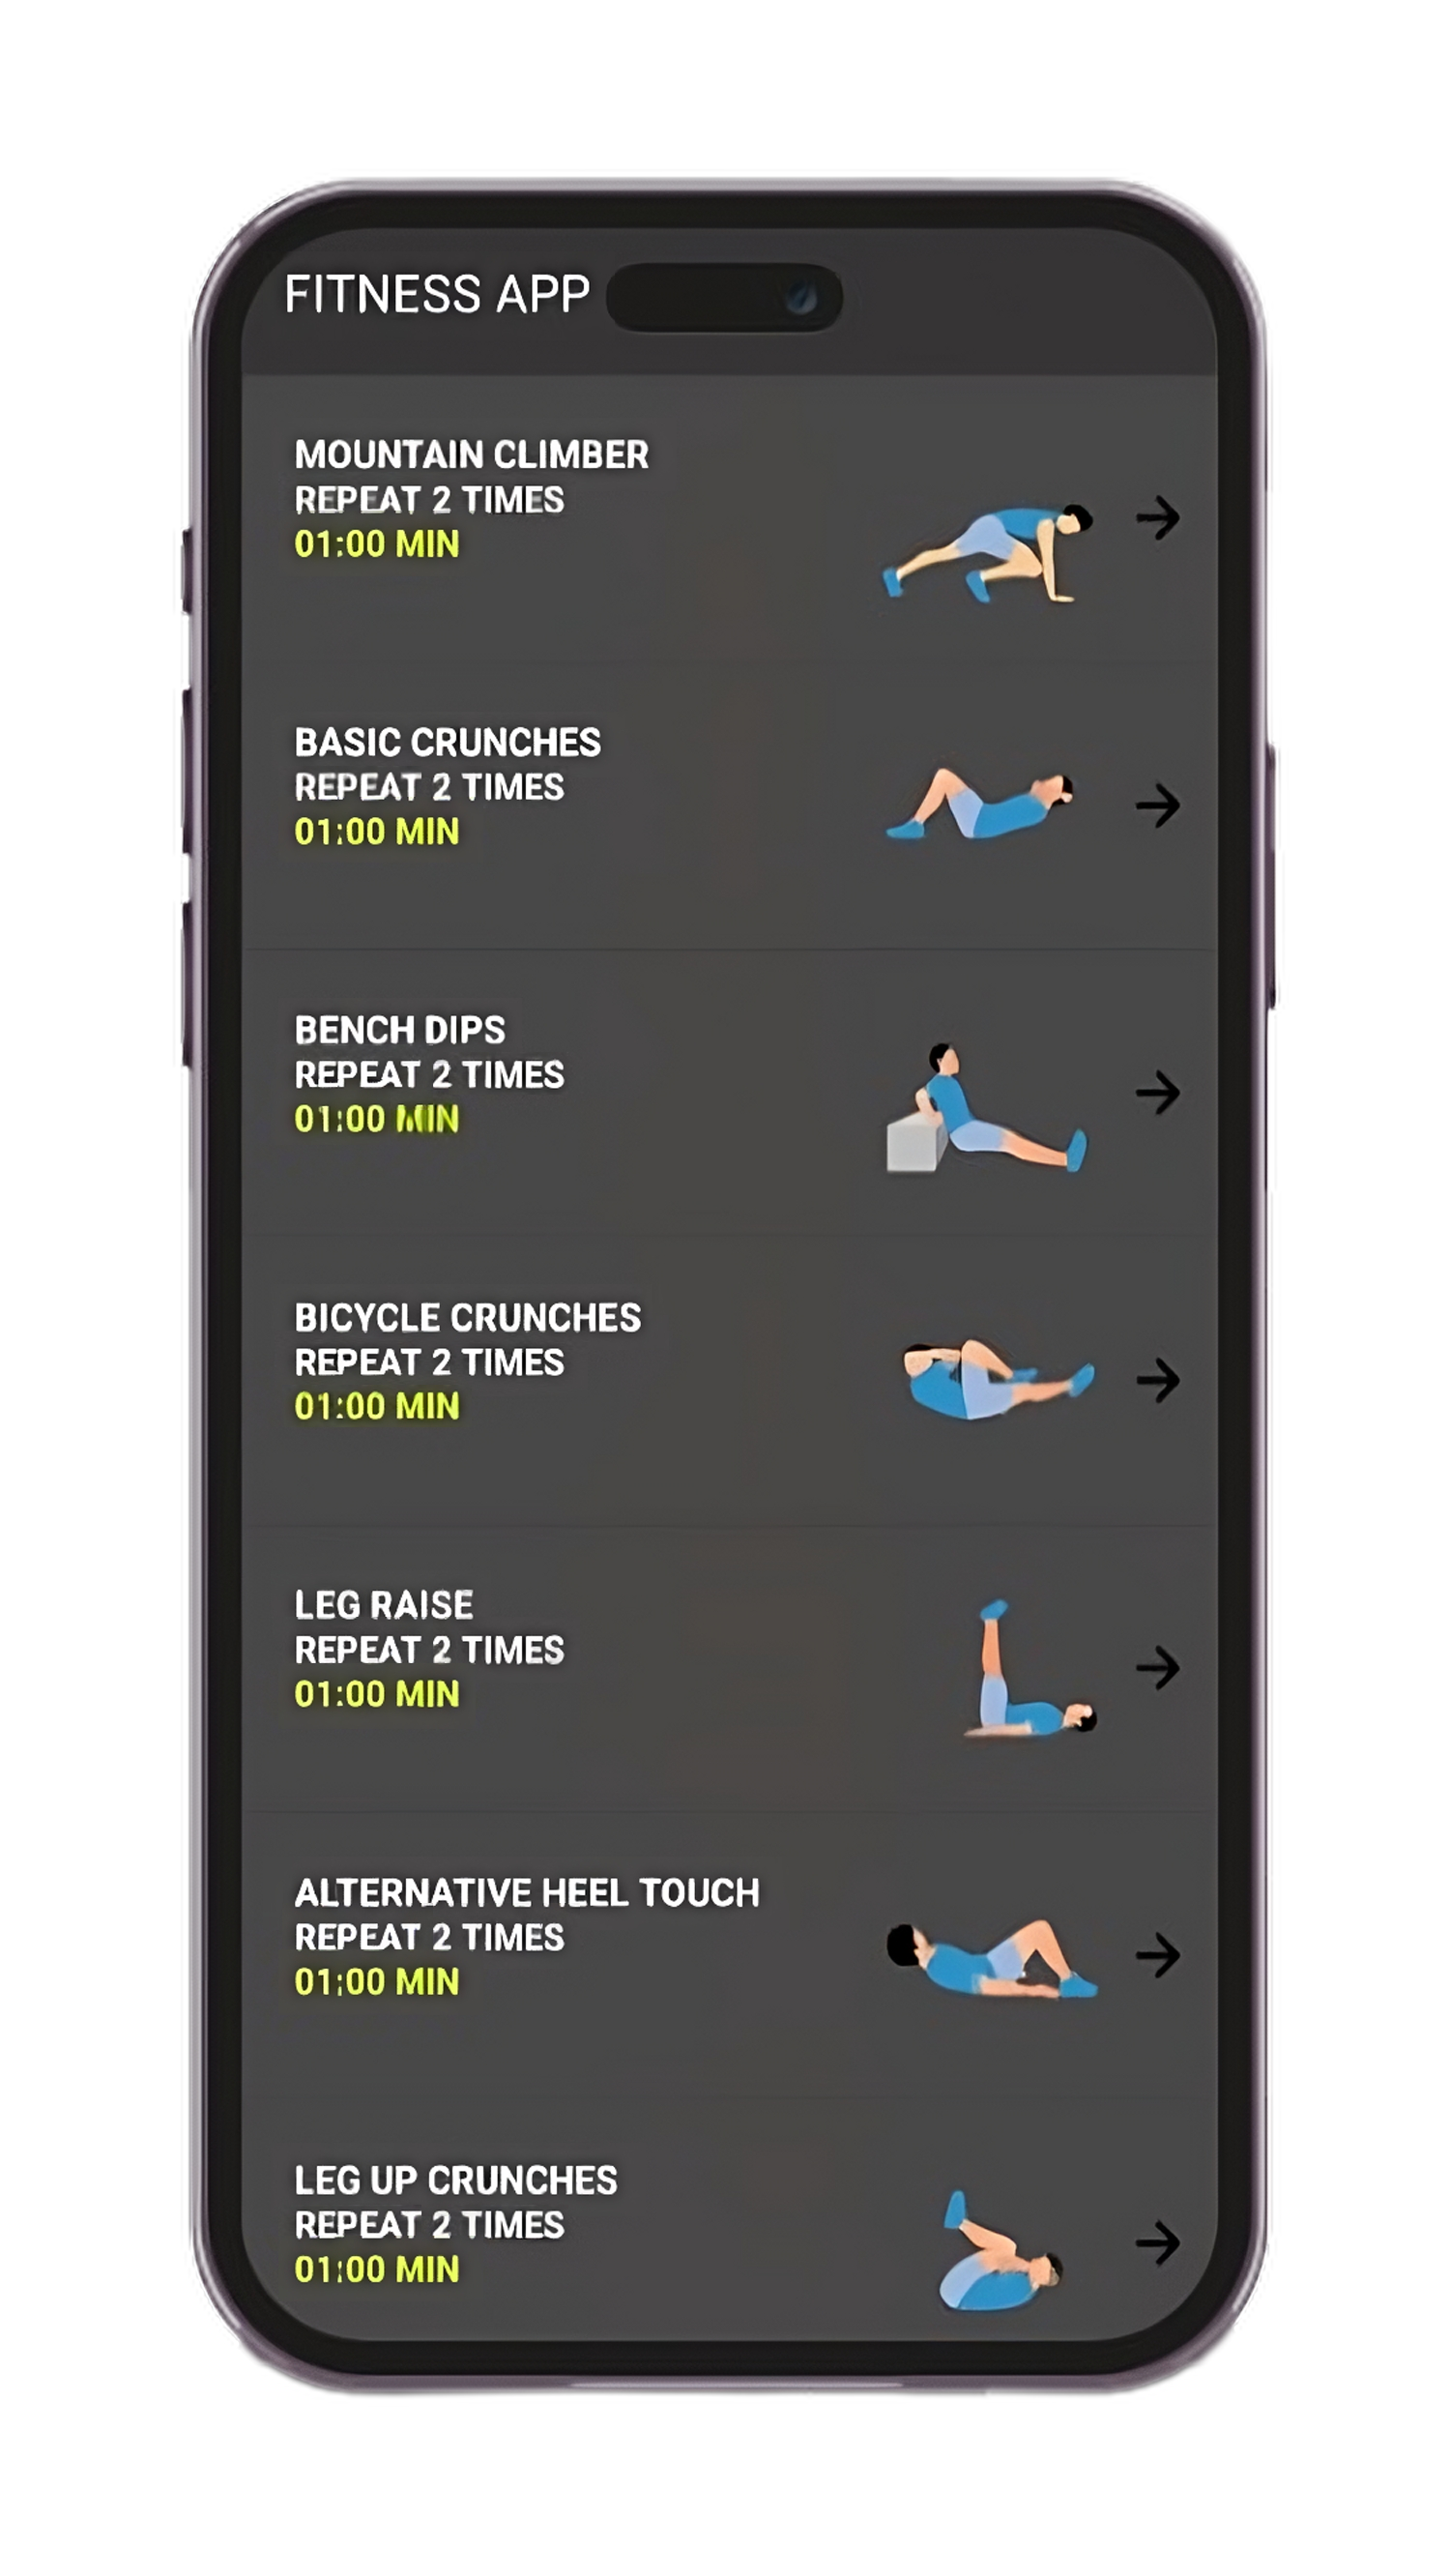 FITNESS APP
MOUNTAIN CLIMBER
REPEAT 2 TIMES
01:00 MIN
BASIC CRUNCHES
REPEAT 2 TIMES
01:00 MIN
BENCH DIPS
REPEAT 2 TIMES
01:00 MIN
BICYCLE CRUNCHES
REPEAT 2 TIMES
01:00 MIN
LEG RAISE
REPEAT 2 TIMES
01:00 MIN
ALTERNATIVE HEEL TOUCH
REPEAT 2 TIMES
01:00 MIN
LEG UP CRUNCHES
REPEAT 2 TIMES
01:00 MIN